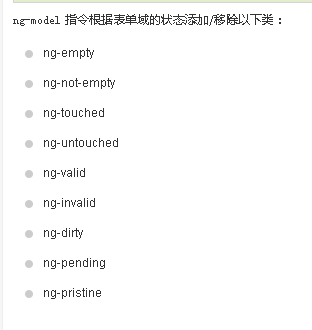 ng-model 指令根据表单域的状态添加/移除以下类：
ng-empty
ng-not-empty
ng-touched
ng-untouched
ng-valid
ng-invalid
ng-dirty
ng-pending
ng-pristine